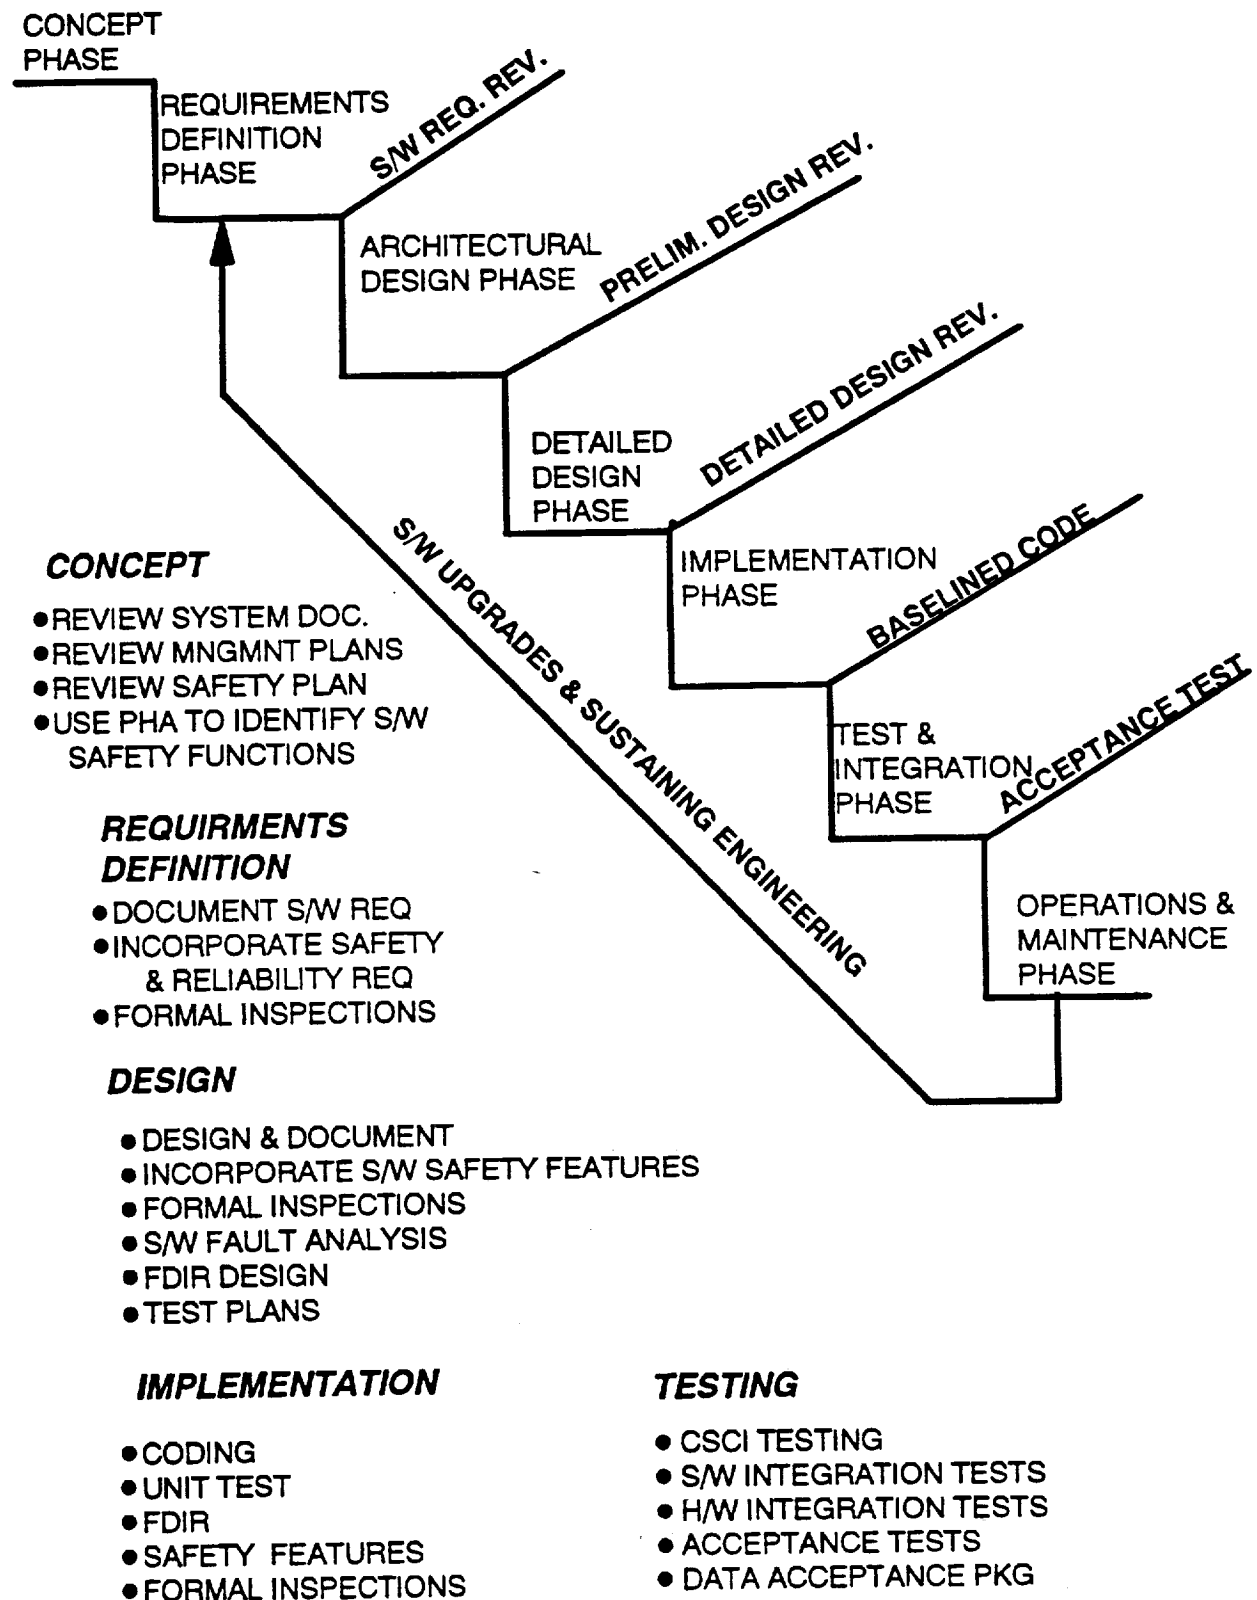 CONCEPT
PHASE
REQUIREMENTS
DEFINITION
PHASE
S/W REQ. REV.
ARCHITECTURAL
DESIGN PHASE
PRELIM. DESIGN REV.
DETAILED
DESIGN
PHASE
DETAILED DESIGN REV.
IMPLEMENTATION
PHASE
BASELINED CODE
TEST &
INTEGRATION
PHASE
ACCEPTANCE TEST
OPERATIONS &
MAINTENANCE
PHASE
S/W UPGRADES & SUSTAINING ENGINEERING
CONCEPT
●REVIEW SYSTEM DOC.
●REVIEW MNGMNT PLANS
●REVIEW SAFETY PLAN
●USE PHA TO IDENTIFY S/W
SAFETY FUNCTIONS
REQUIRMENTS
DEFINITION
●DOCUMENT S/W REQ
●INCORPORATE SAFETY
& RELIABILITY REQ
●FORMAL INSPECTIONS
DESIGN
●DESIGN & DOCUMENT
●INCORPORATE S/W SAFETY FEATURES
●FORMAL INSPECTIONS
●S/W FAULT ANALYSIS
●FDIR DESIGN
●TEST PLANS
IMPLEMENTATION
●CODING
●UNIT TEST
●FDIR
●SAFETY FEATURES
●FORMAL INSPECTIONS
TESTING
● CSCI TESTING
● S/W INTEGRATION TESTS
● H/W INTEGRATION TESTS
● ACCEPTANCE TESTS
● DATA ACCEPTANCE PKG